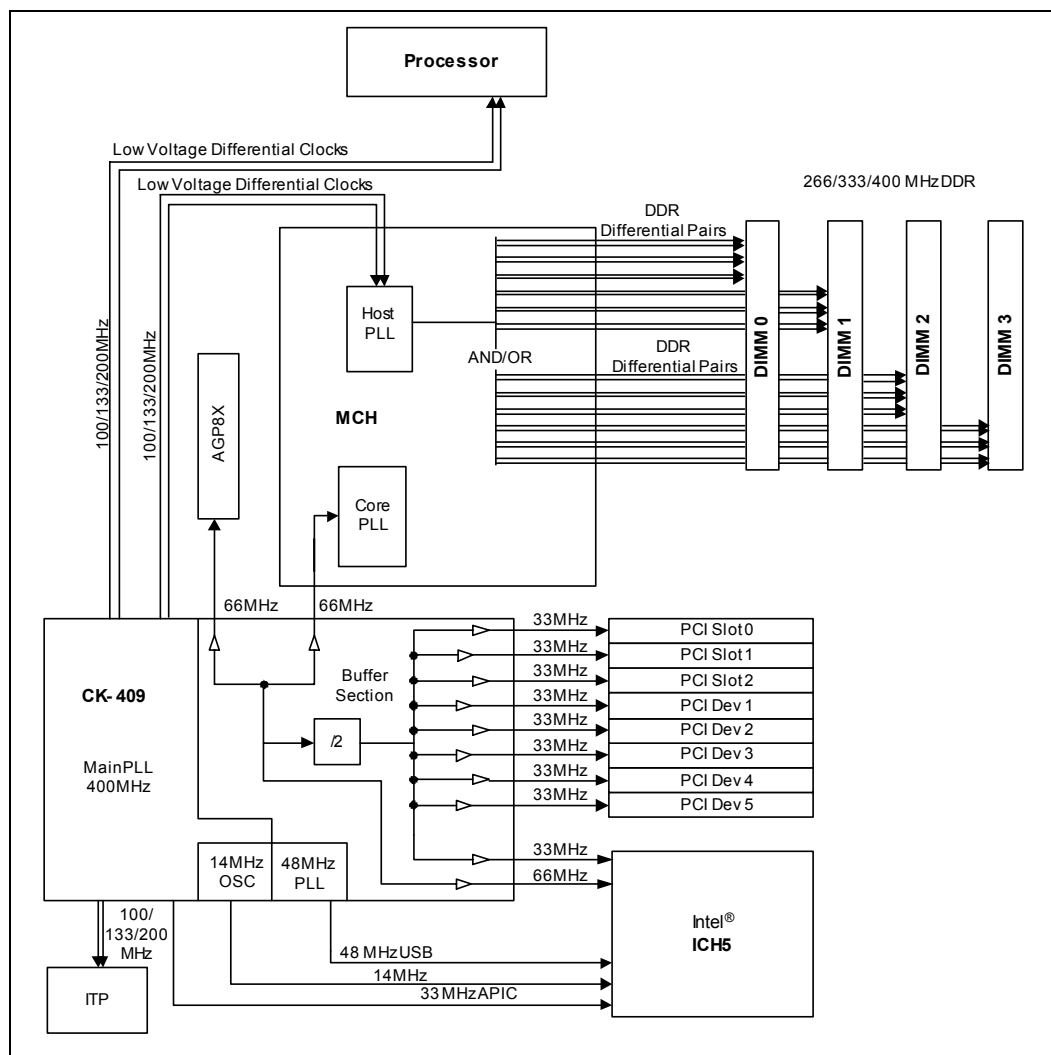 Processor
Low Voltage Differential Clocks
Low Voltage Differential Clocks
266/333/400 MHz DDR
DDR
Differential Pairs
100/133/200MHz
100/133/200MHz
Host
PLL
AND/OR
DDR
Differential Pairs
DIMM 0
DIMM 1
DIMM 2
DIMM 3
AGP8X
MCH
Core
PLL
66MHz
66MHz
33MHz
PCI Slot 0
33MHz
PCI Slot 1
33MHz
PCI Slot 2
33MHz
PCI Dev 1
33MHz
PCI Dev 2
33MHz
PCI Dev 3
33MHz
PCI Dev 4
33MHz
PCI Dev 5
Buffer
Section
CK-409
/2
Main PLL
400MHz
14MHz
OSC
48MHz
PLL
33MHz
66MHz
Intel®
ICH5
100/
133/200
MHz
48 MHz USB
14MHz
33 MHz APIC
ITP